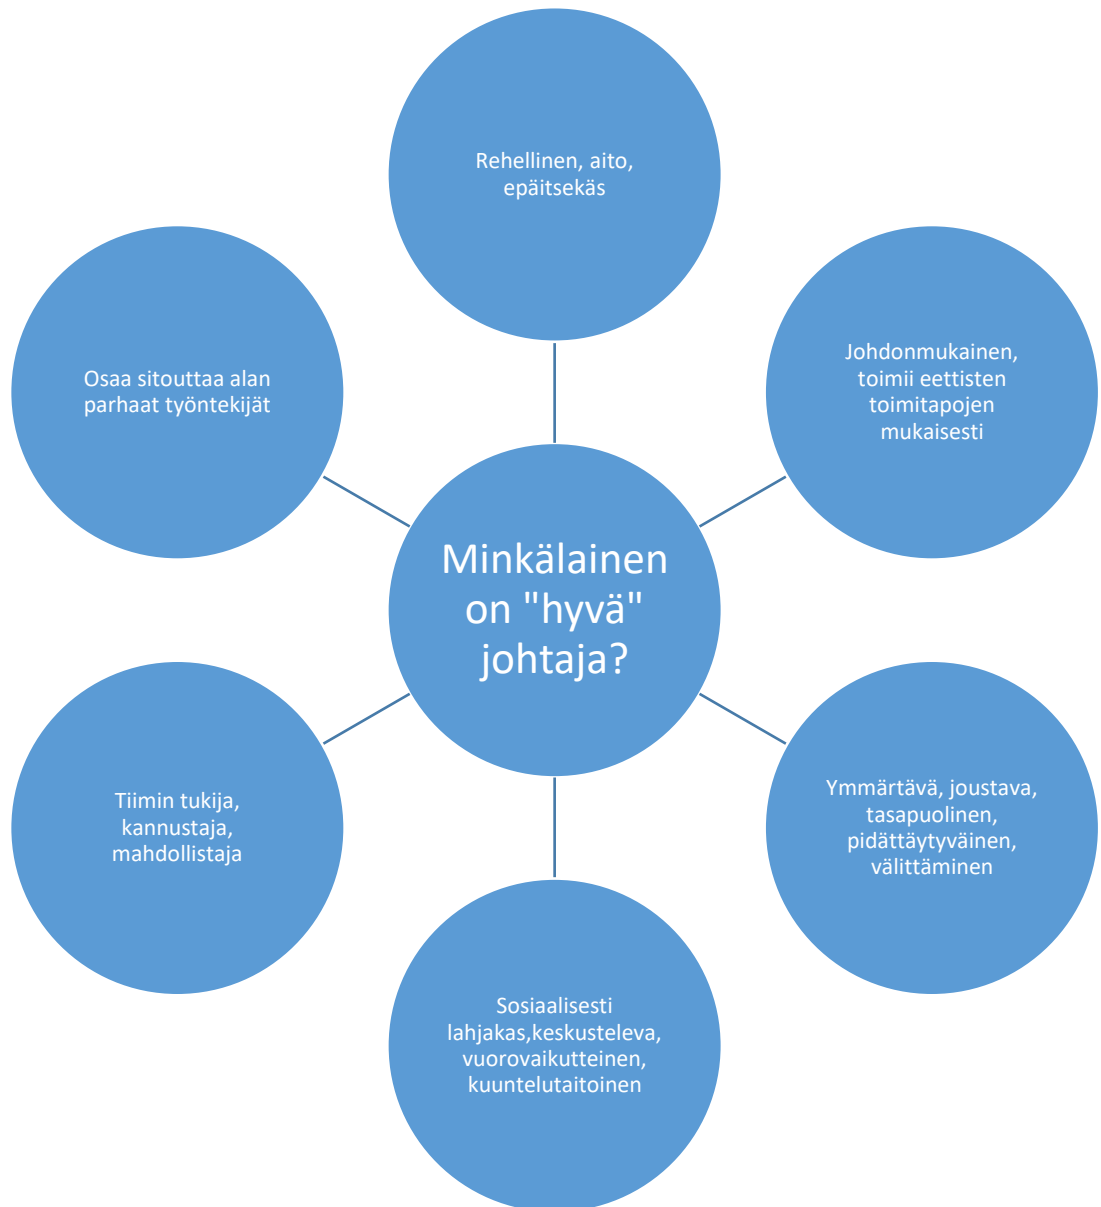 Rehellinen, aito,
epäitsekäs
Johdonmukainen,
toimii eettisten
toimitapojen
mukaisesti
Ymmärtävä, joustava,
tasapuolinen,
pidättäytyväinen,
välittäminen
Sosiaalisesti
lahjakas,keskusteleva,
vuorovaikutteinen,
kuuntelutaitoinen
Tiimin tukija,
kannustaja,
mahdollistaja
Osaa sitouttaa alan
parhaat työntekijät
Minkälainen
on "hyvä"
johtaja?